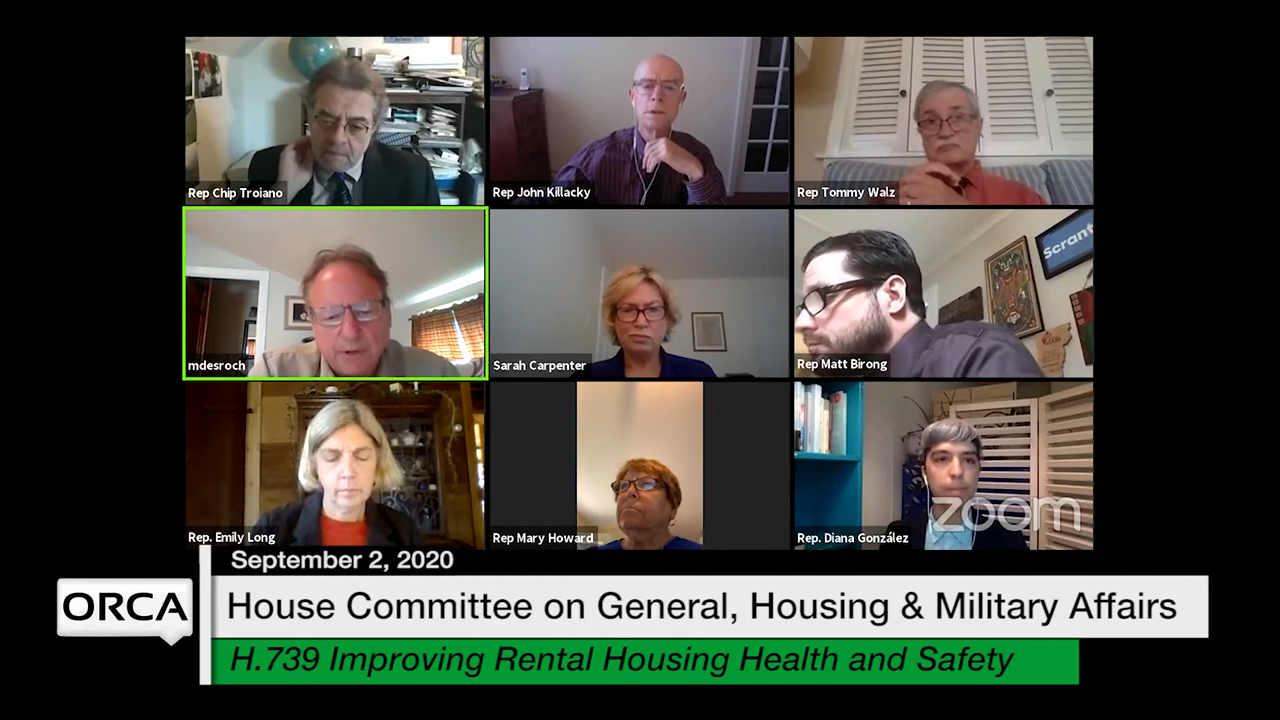 Rep Chip Troiano
Rep John Killacky
Rep Tommy Walz
Scrant
mdesroch
Sarah Carpenter
Rep Matt Birong
Rep. Emily Long
Rep Mary Howard
Rep. Diana González
zoom
September 2, 2020
ORCA
House Committee on General, Housing & Military Affairs
H.739 Improving Rental Housing Health and Safety